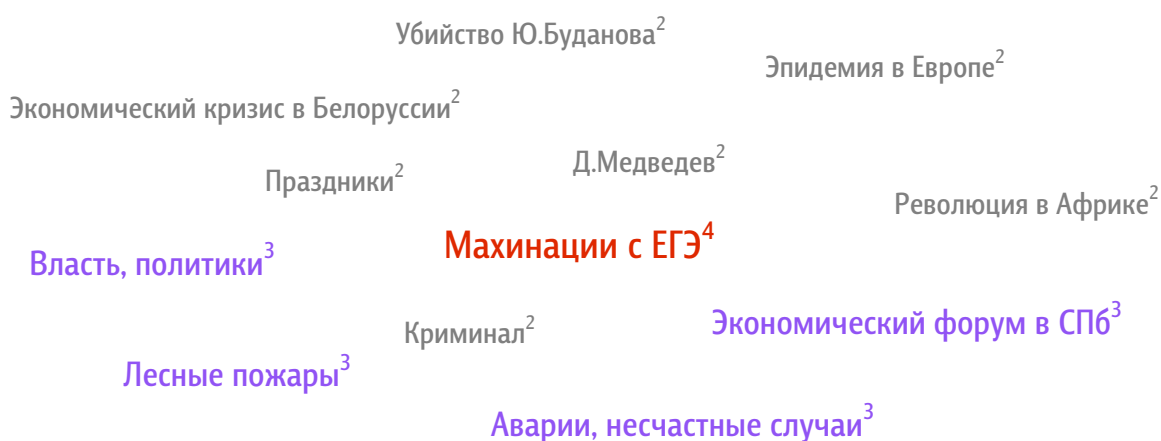 Убийство Ю.Буданова²
Эпидемия в Европе²
Экономический кризис в Белоруссии²
Д.Медведев²
Праздники²
Революция в Африке²
Махинации с ЕГЭ⁴
Власть, политики³
Экономический форум в СПб³
Криминал²
Лесные пожары³
Аварии, несчастные случаи³